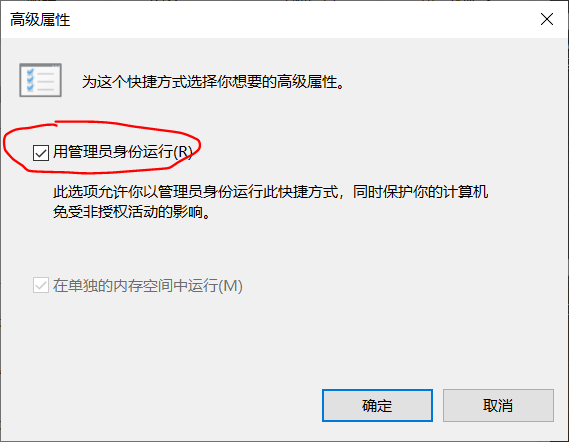 高级属性
为这个快捷方式选择你想要的高级属性。
用管理员身份运行(R)
此选项允许你以管理员身份运行此快捷方式，同时保护你的计算机
免受非授权活动的影响。
在单独的内存空间中运行(M)
确定
取消